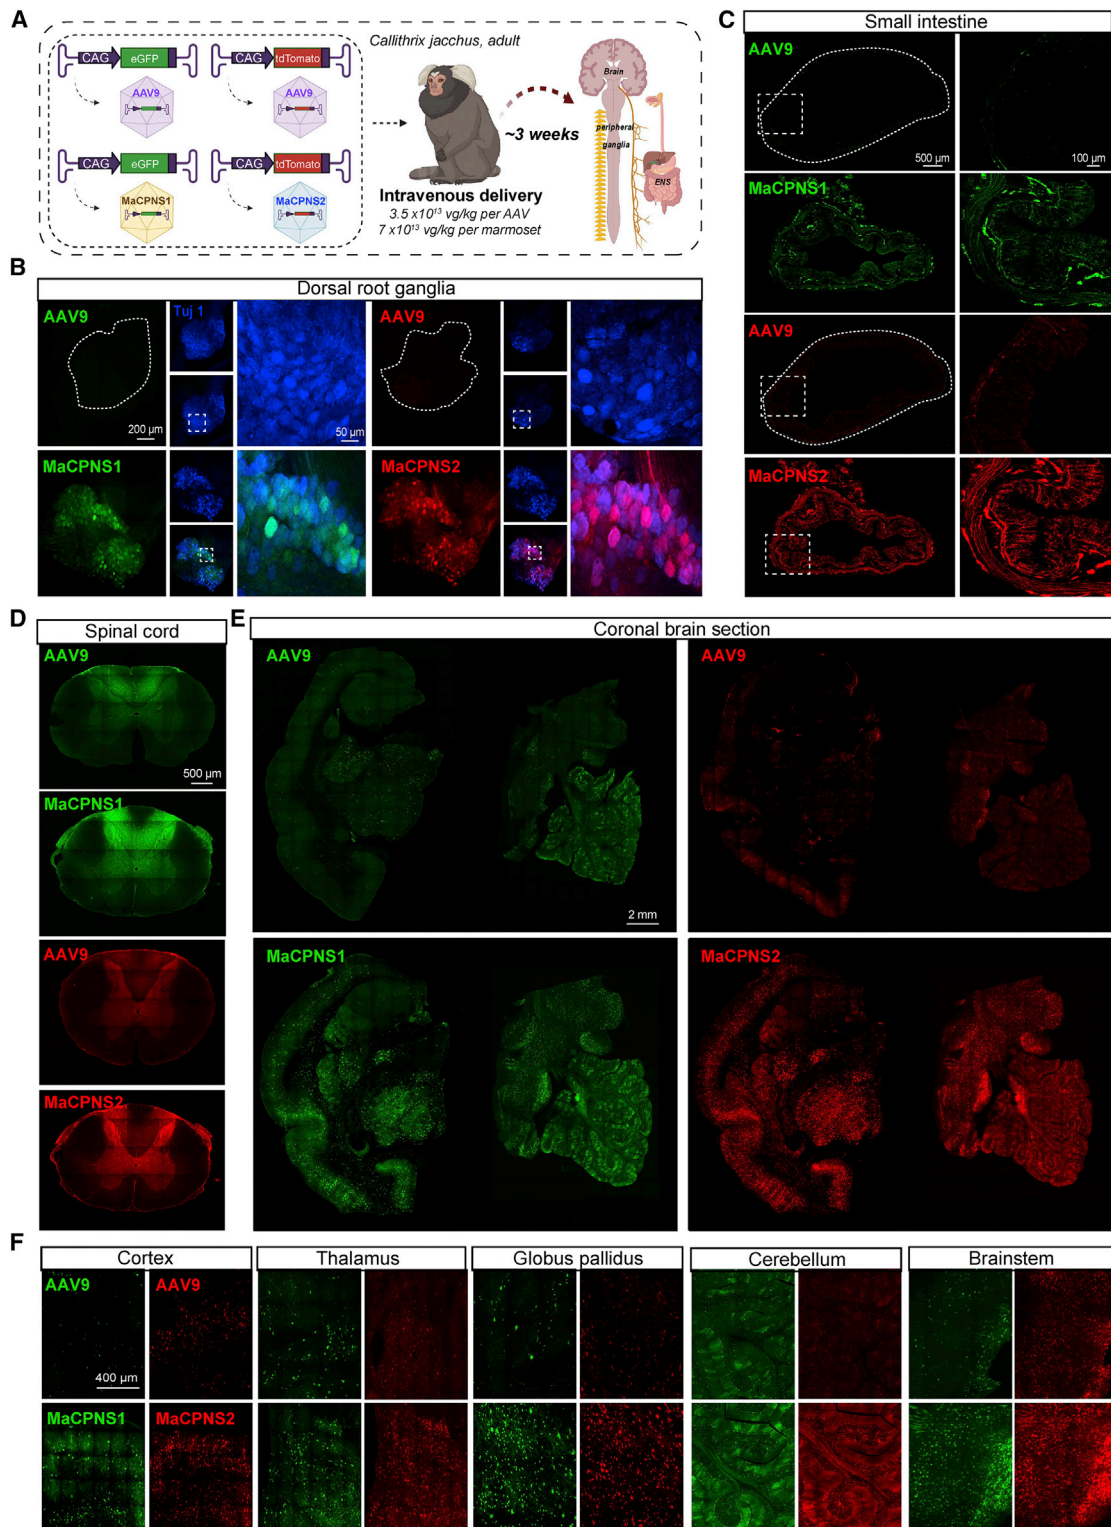 A
CAG
eGFP
CAG
tdTomato
AAV9
AAV9
CAG
eGFP
CAG
tdTomato
MaCPNS1
MaCPNS2
Callithrix jacchus, adult
~3 weeks
Intravenous delivery
3.5 x10¹³ vg/kg per AAV
7 x10¹³ vg/kg per marmoset
Brain
peripheral
ganglia
ENS
B
Dorsal root ganglia
AAV9
Tuj 1
AAV9
200 µm
50 µm
MaCPNS1
MaCPNS2
C
Small intestine
AAV9
500 µm
100 µm
MaCPNS1
AAV9
MaCPNS2
D
Spinal cord
AAV9
500 µm
MaCPNS1
AAV9
MaCPNS2
E
Coronal brain section
AAV9
AAV9
2 mm
MaCPNS1
MaCPNS2
F
Cortex
Thalamus
Globus pallidus
Cerebellum
Brainstem
AAV9
AAV9
400 µm
MaCPNS1
MaCPNS2